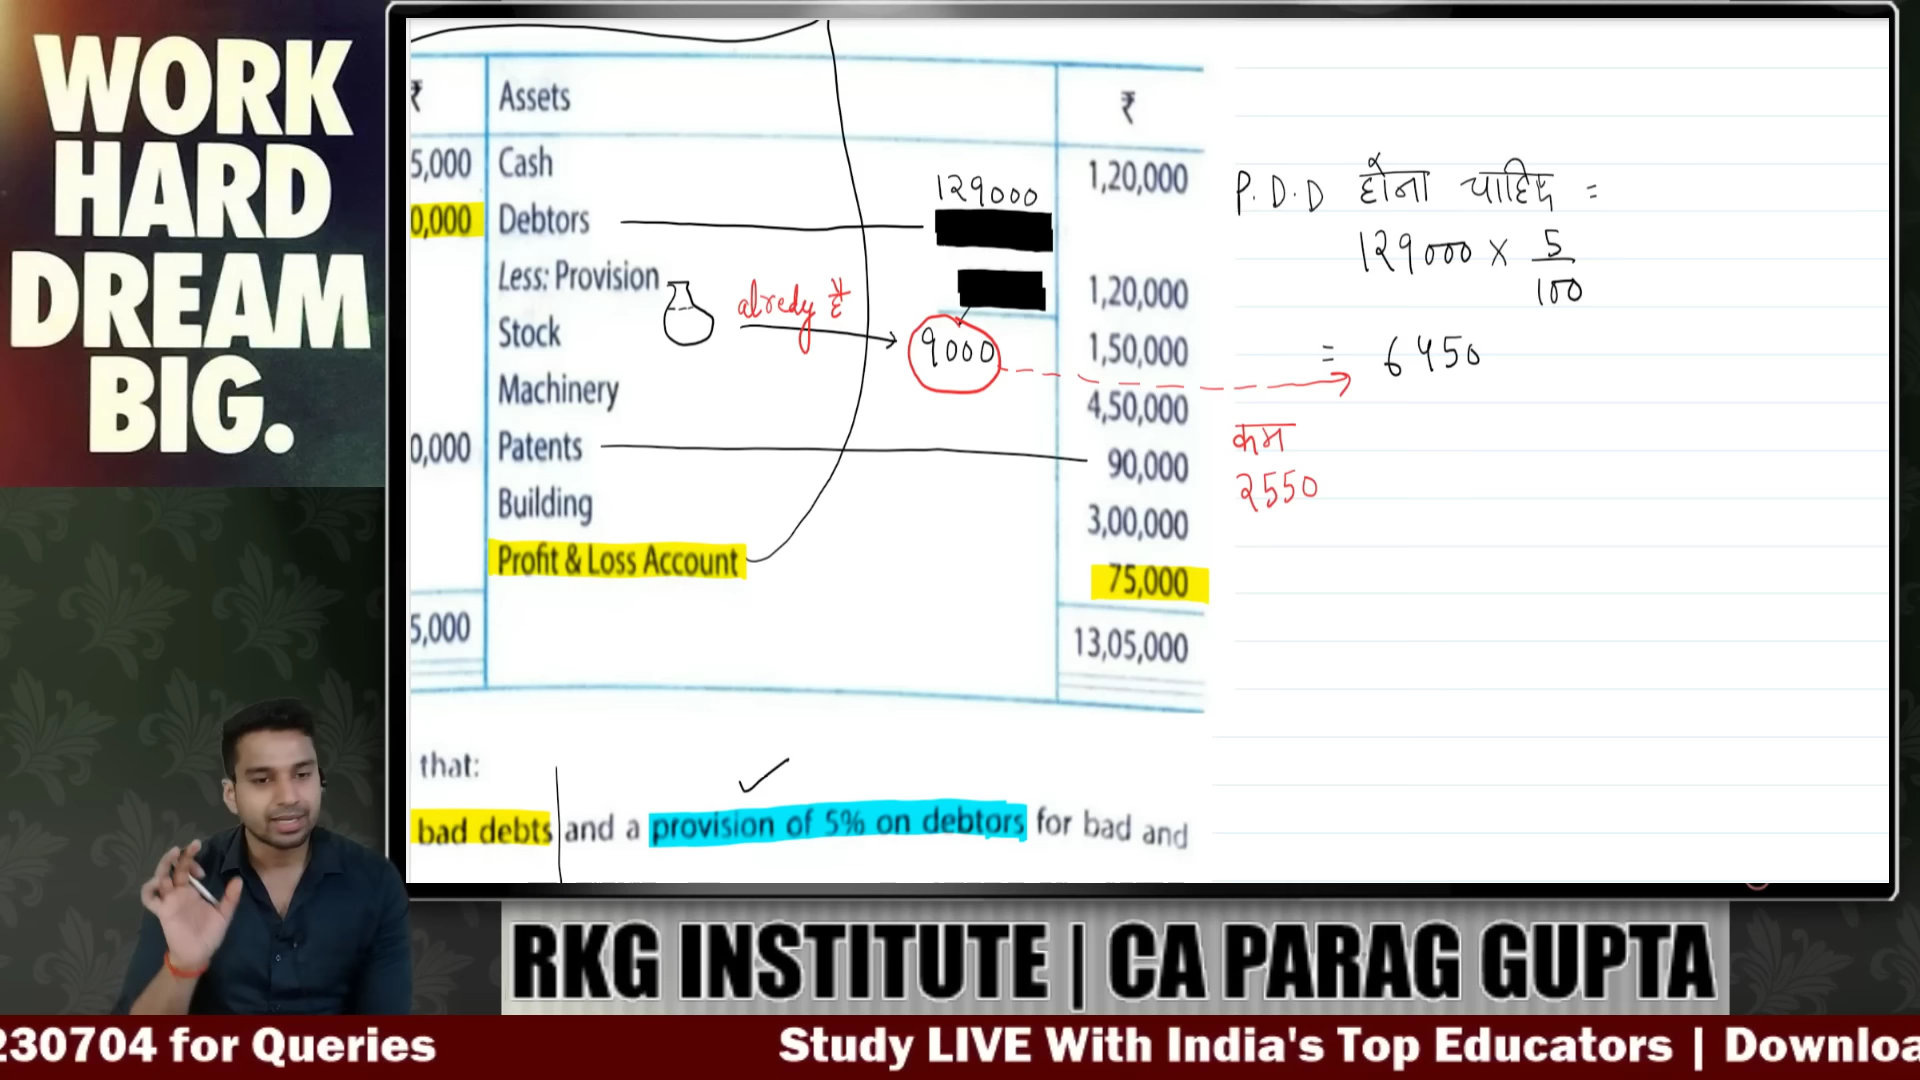 WORK
HARD
DREAM
BIG.
₹ Assets ₹
5,000 Cash 1,20,000
129000
0,000 Debtors
Less: Provision 1,20,000
alredy है
Stock 9000 1,50,000
Machinery 4,50,000
0,000 Patents 90,000
Building 3,00,000
Profit & Loss Account 75,000
5,000 13,05,000
that:
bad debts and a provision of 5% on debtors for bad and
P.D.D होना चाहिए =
129000 × 5/100
= 6450
कम
2550
RKG INSTITUTE | CA PARAG GUPTA
230704 for Queries Study LIVE With India's Top Educators | Downloa